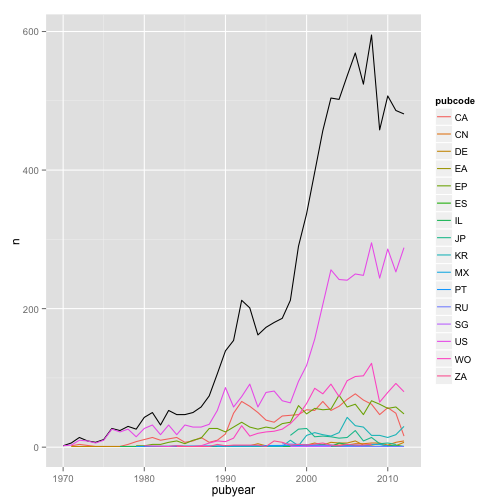 600
400
200
0
n
1970
1980
1990
2000
2010
pubyear
pubcode
CA
CN
DE
EA
EP
ES
IL
JP
KR
MX
PT
RU
SG
US
WO
ZA